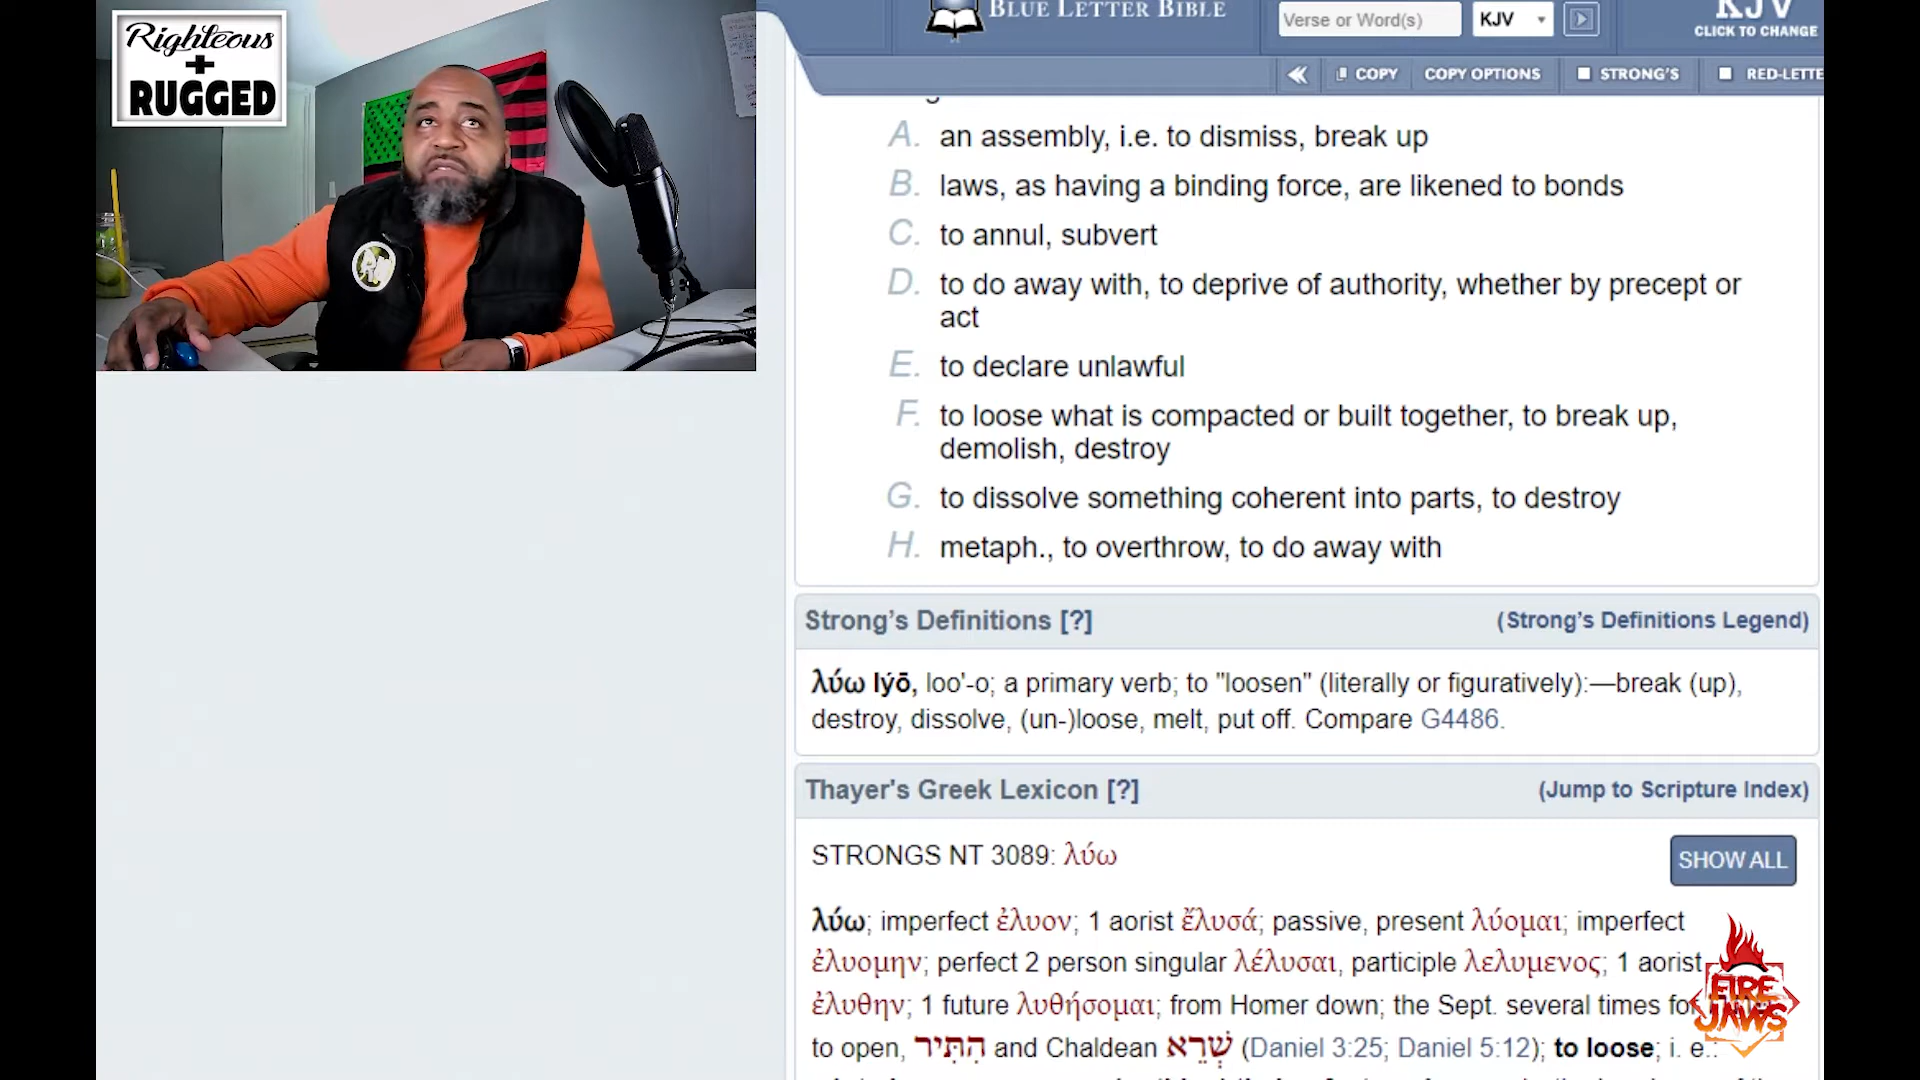 Righteous
+
RUGGED
BLUE LETTER BIBLE
Verse or Word(s)
KJV
KJV
CLICK TO CHANGE
COPY
COPY OPTIONS
STRONG'S
RED-LETTE
A. an assembly, i.e. to dismiss, break up
B. laws, as having a binding force, are likened to bonds
C. to annul, subvert
D. to do away with, to deprive of authority, whether by precept or
act
E. to declare unlawful
F. to loose what is compacted or built together, to break up,
demolish, destroy
G. to dissolve something coherent into parts, to destroy
H. metaph., to overthrow, to do away with
Strong’s Definitions [?]
(Strong’s Definitions Legend)
λύω lýō, loo'-o; a primary verb; to "loosen" (literally or figuratively):—break (up),
destroy, dissolve, (un-)loose, melt, put off. Compare G4486.
Thayer's Greek Lexicon [?]
(Jump to Scripture Index)
STRONGS NT 3089: λύω
SHOW ALL
λύω; imperfect ἐλυον; 1 aorist ἔλυσά; passive, present λύομαι; imperfect
ἐλυομην; perfect 2 person singular λέλυσαι, participle λελυμενος; 1 aorist
ἐλυθην; 1 future λυθήσομαι; from Homer down; the Sept. several times
to open, הִתִּיר and Chaldean שְׁרֵא (Daniel 3:25; Daniel 5:12); to loose; i. e.:
FIRE
JAWS